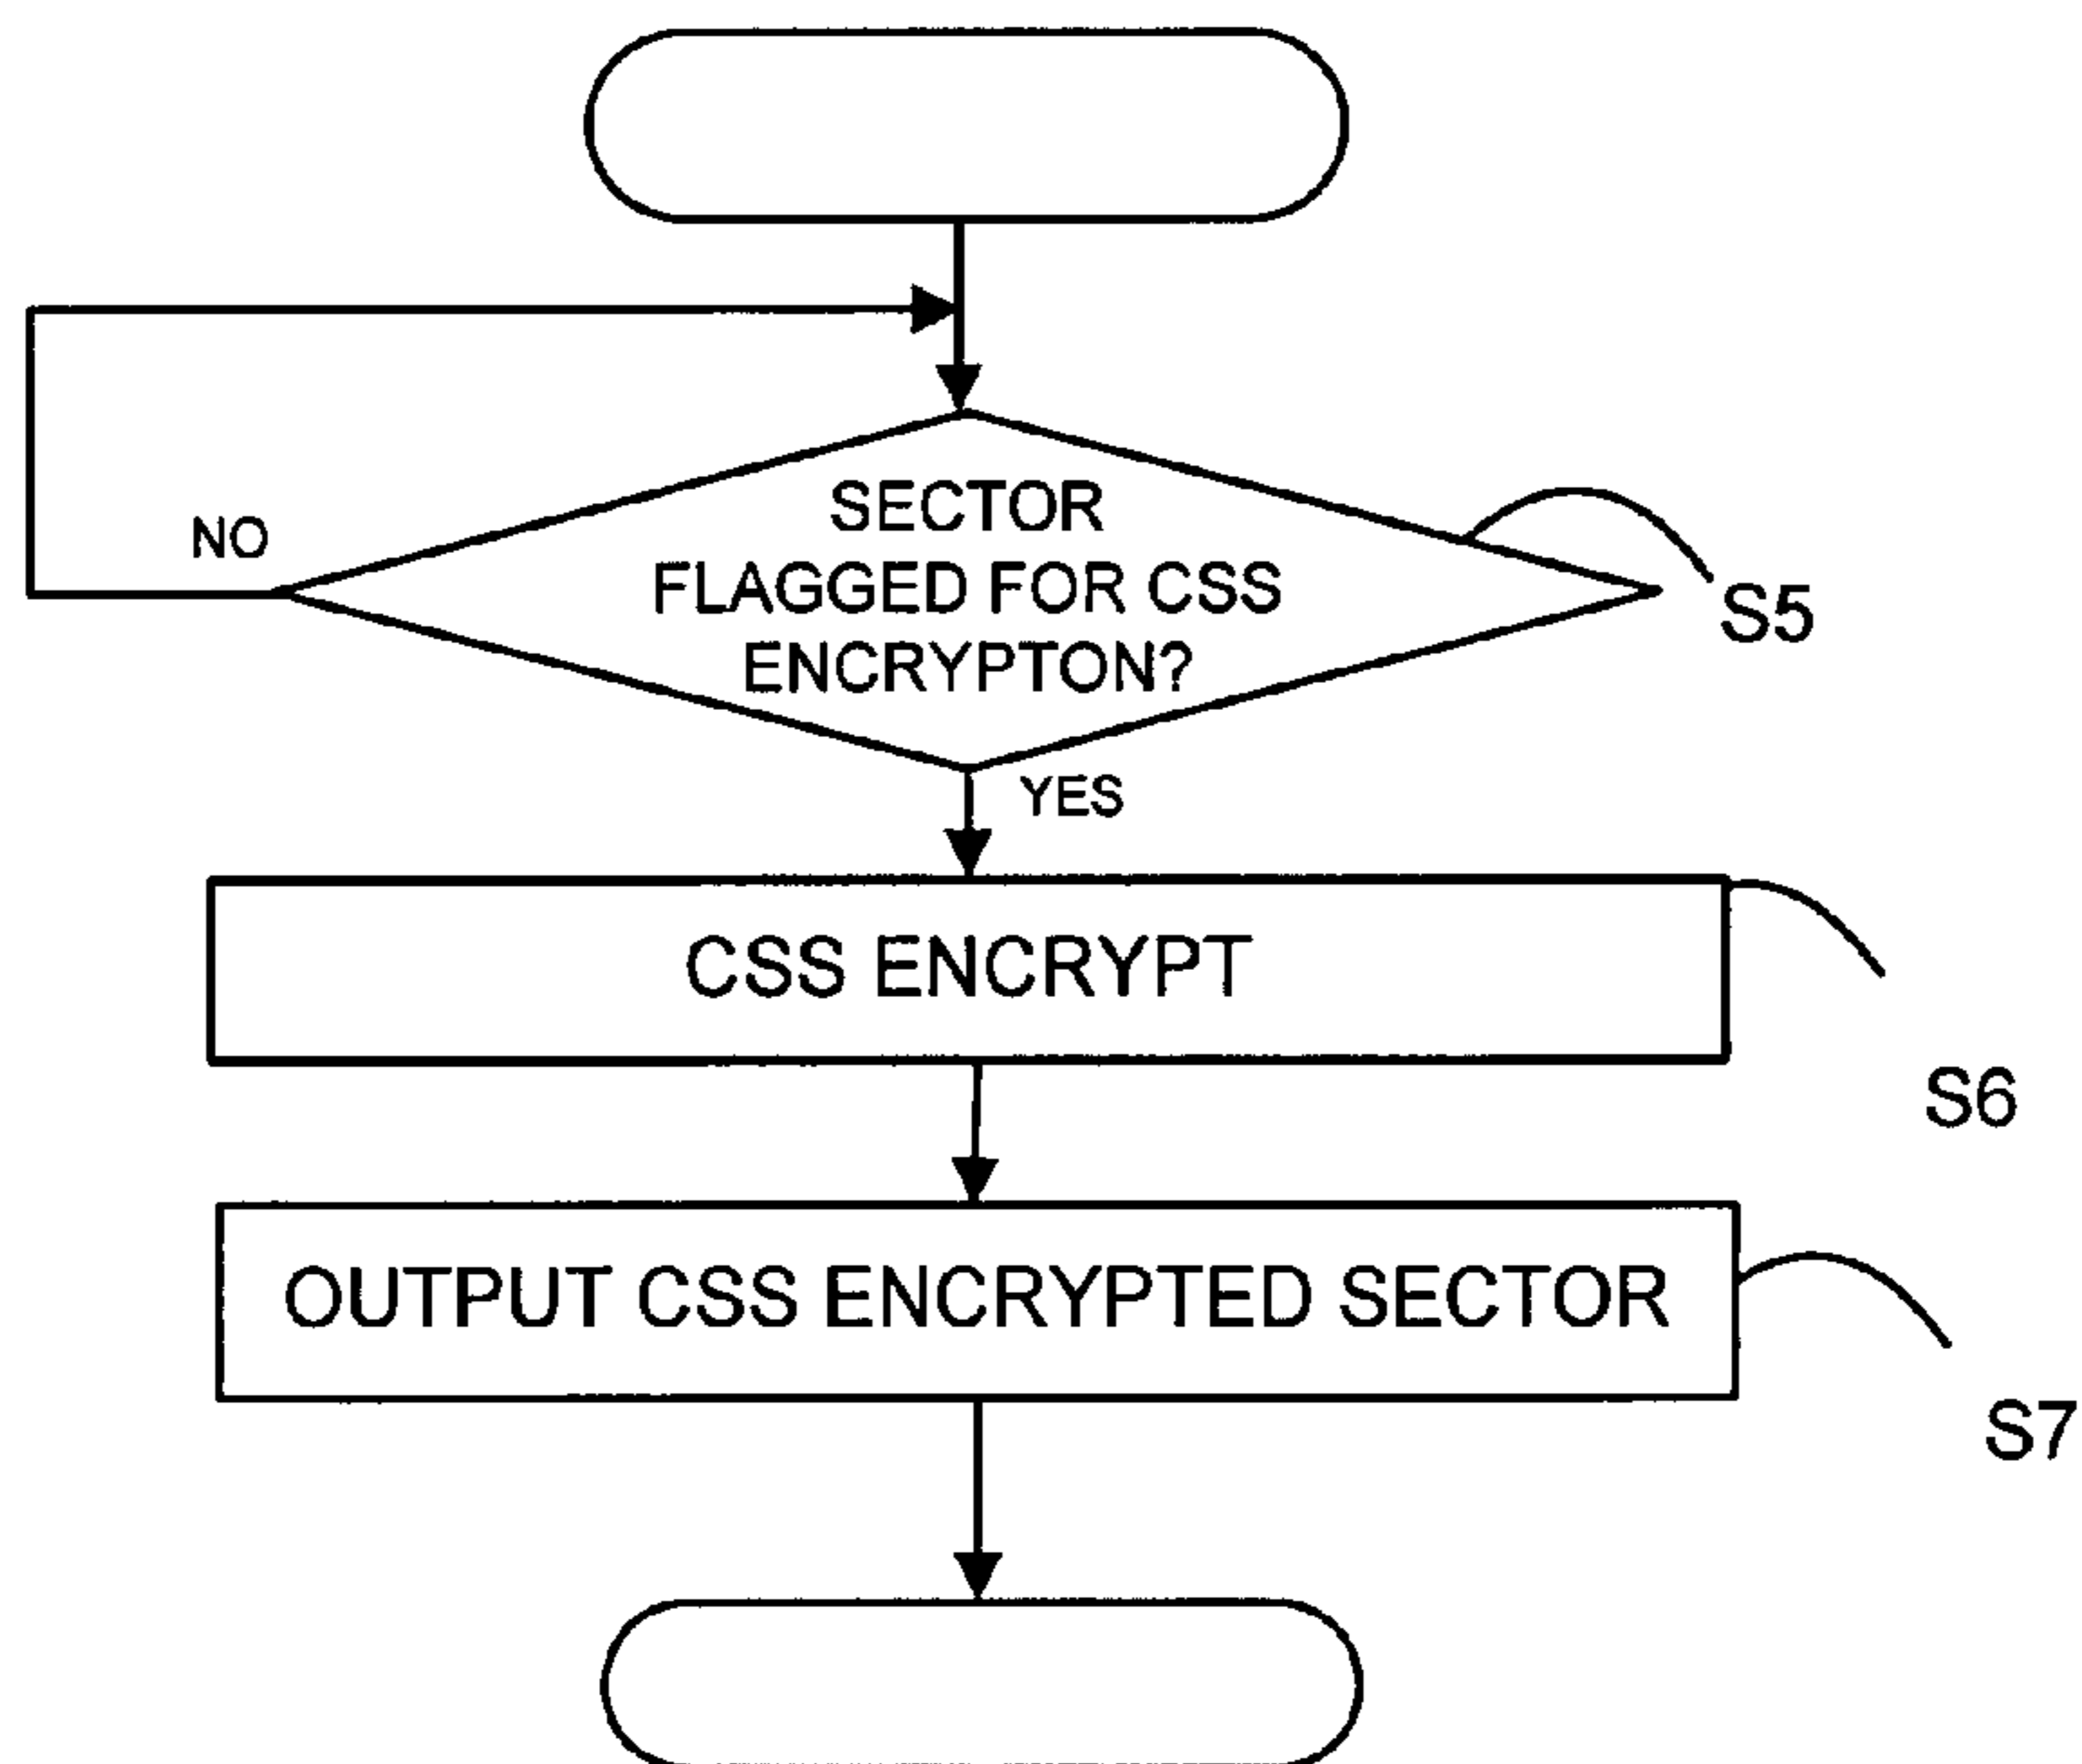 SECTOR
FLAGGED FOR CSS
ENCRYPTON?
NO
S5
YES
CSS ENCRYPT
S6
OUTPUT CSS ENCRYPTED SECTOR
S7